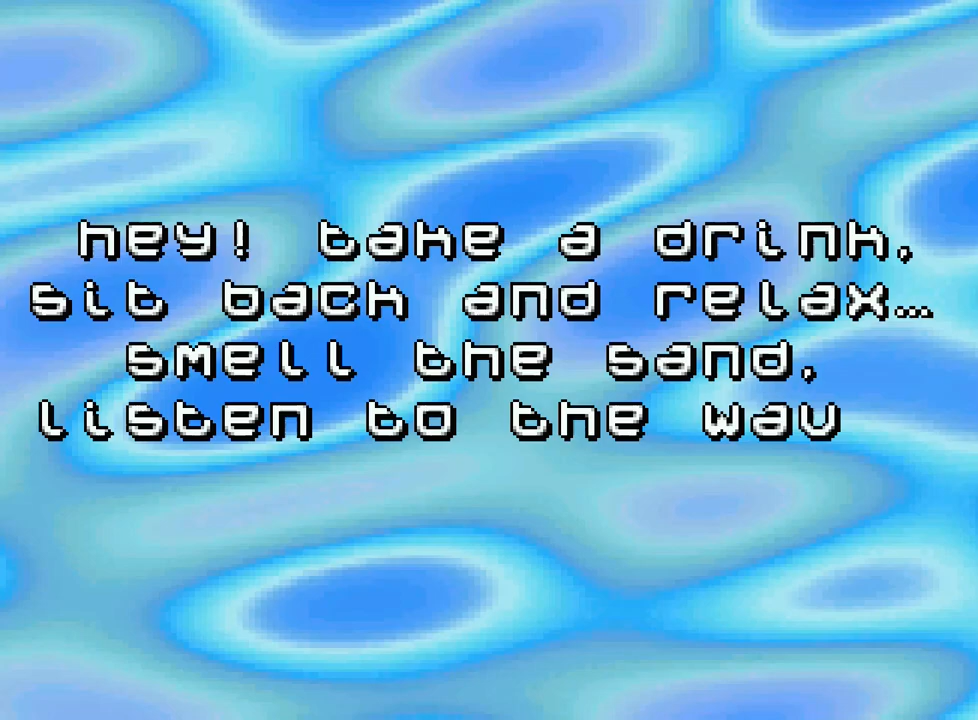 hey! take a drink,
sit back and relax…
smell the sand,
listen to the wav